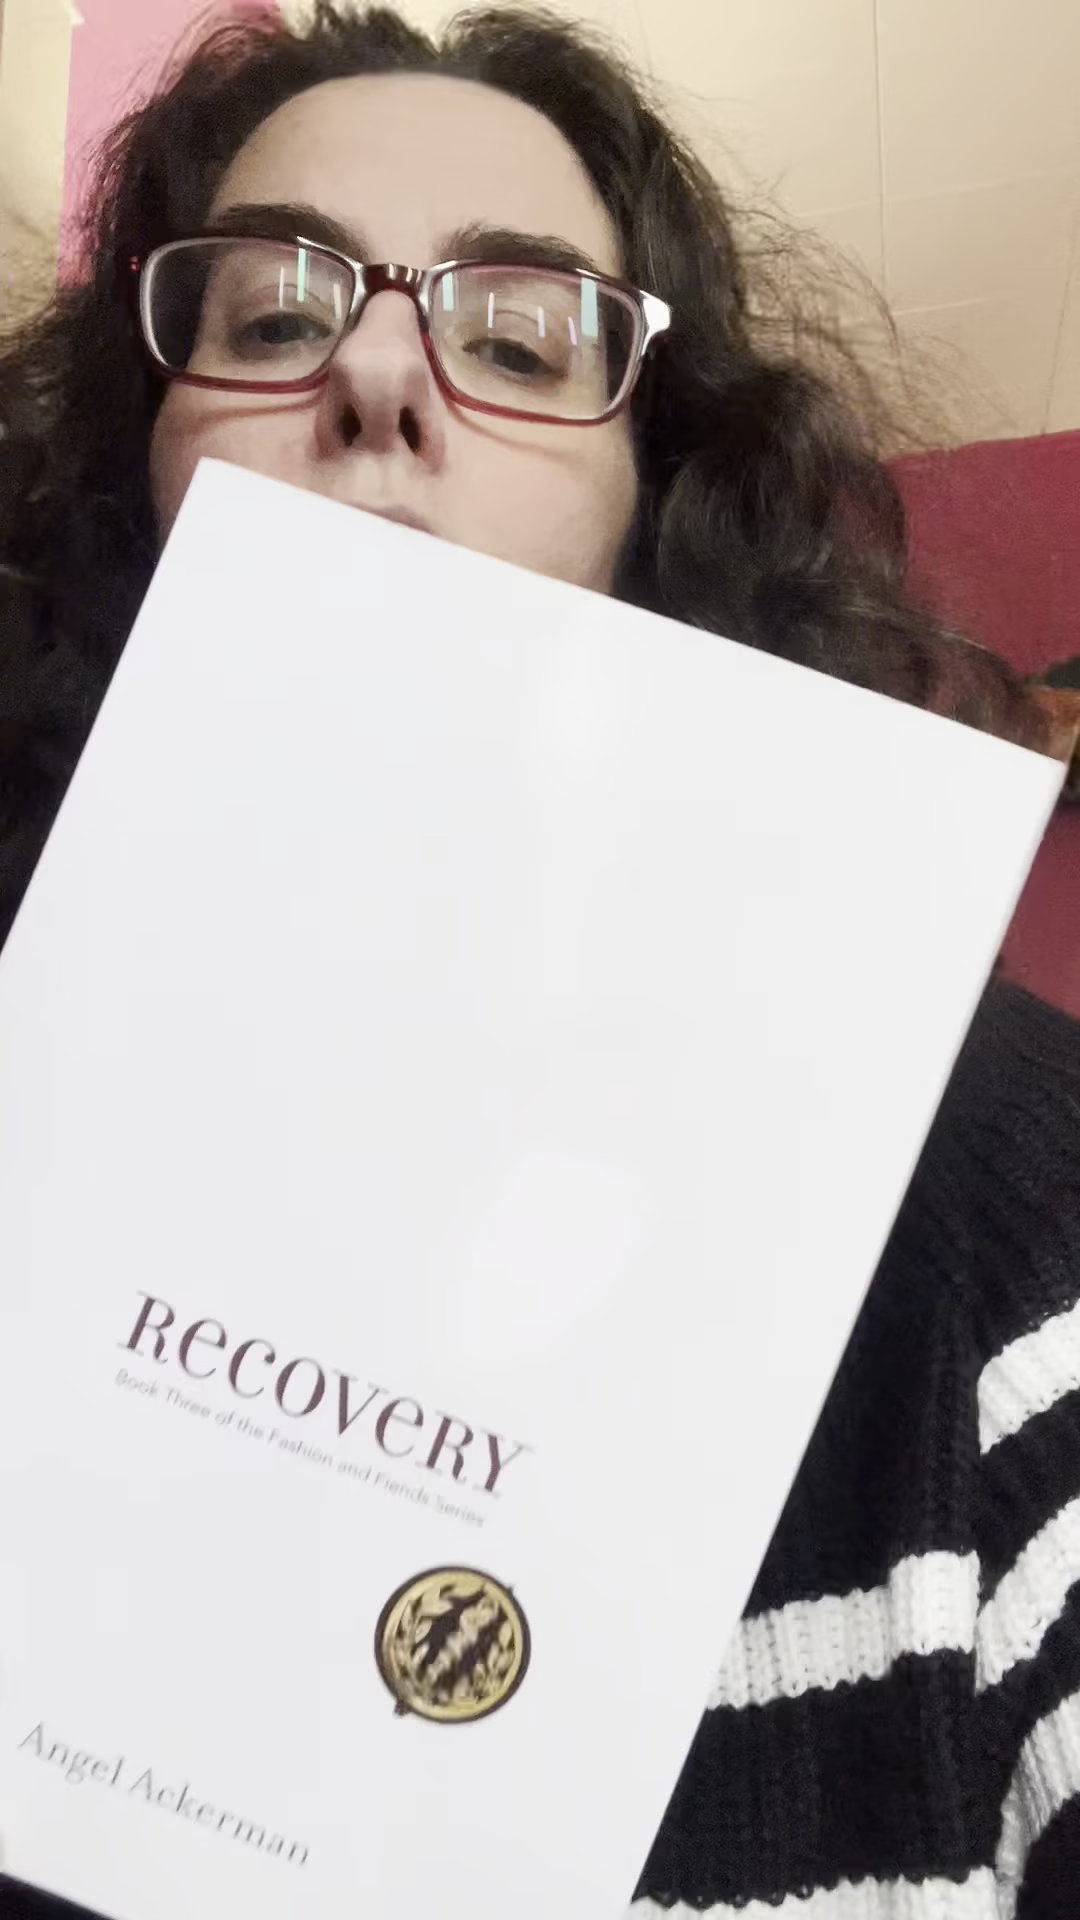 Recovery
Book Three of the Fashion and Fiends Series
Angel Ackerman